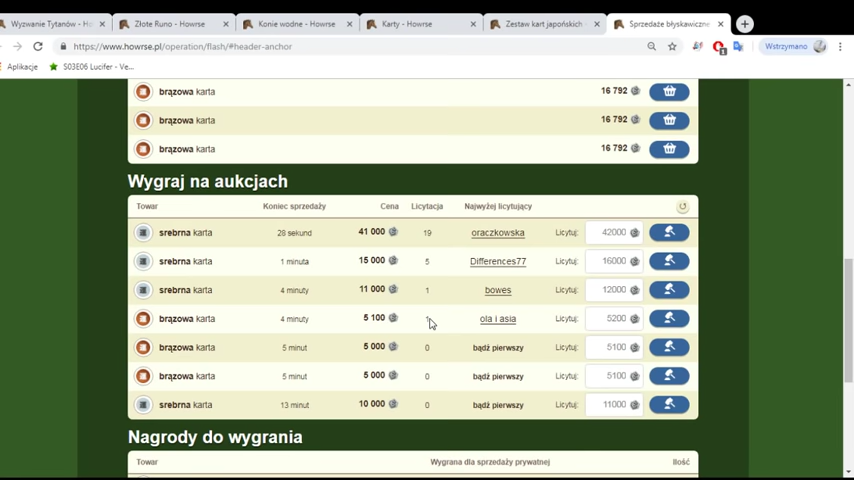 Wyzwanie Tytanów - Howrse
Złote Runo - Howrse
Konie wodne - Howrse
Karty - Howrse
Zestaw kart japońskich
Sprzedaże błyskawiczne
https://www.howrse.pl/operation/flash/#header-anchor
Wstrzymano
Aplikacje
S03E06 Lucifer - Ve...
brązowa karta 16 792
brązowa karta 16 792
brązowa karta 16 792
Wygraj na aukcjach
Towar Koniec sprzedaży Cena Licytacja Najwyżej licytujący
srebrna karta 28 sekund 41 000 19 oraczkowska Licytuj: 42000
srebrna karta 1 minuta 15 000 5 Differences77 Licytuj: 16000
srebrna karta 4 minuty 11 000 1 bowes Licytuj: 12000
brązowa karta 4 minuty 5 100 ola i asia Licytuj: 5200
brązowa karta 5 minut 5 000 0 bądź pierwszy Licytuj: 5100
brązowa karta 5 minut 5 000 0 bądź pierwszy Licytuj: 5100
srebrna karta 13 minut 10 000 0 bądź pierwszy Licytuj: 11000
Nagrody do wygrania
Towar Wygrana dla sprzedaży prywatnej Ilość